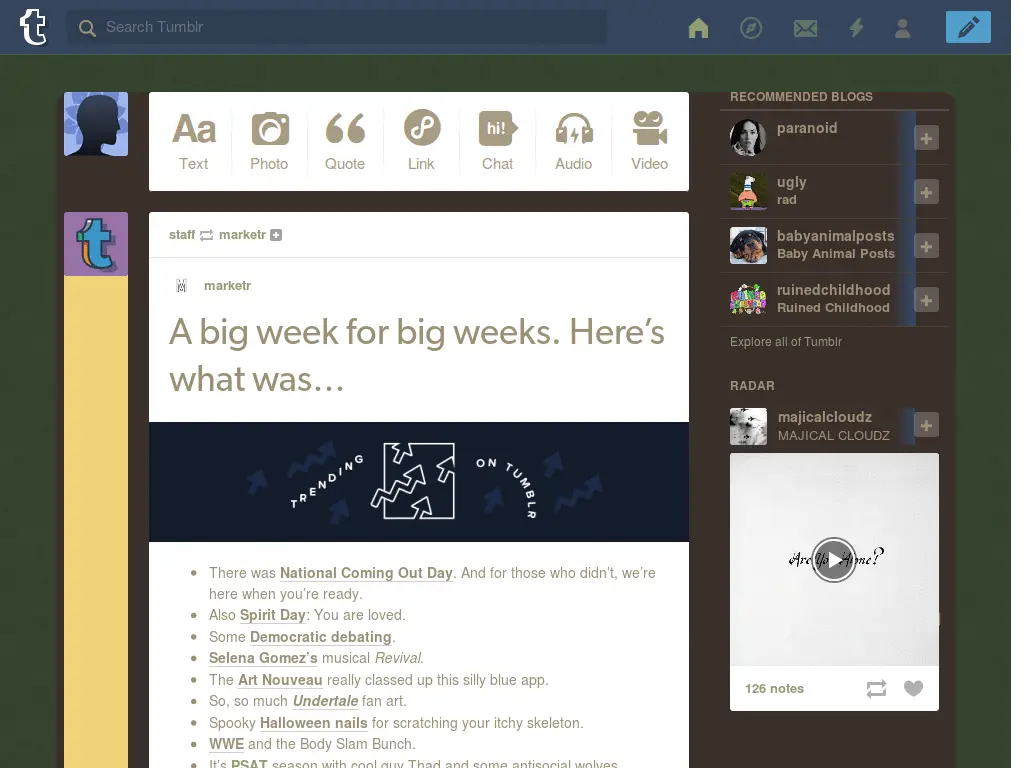 t
Search Tumblr
Aa
hi!
Text
Photo
Quote
Link
Chat
Audio
Video
t
staff marketr
marketr
A big week for big weeks. Here’s
what was…
TRENDING
ON TUMBLR
• There was National Coming Out Day. And for those who didn’t, we’re
here when you’re ready.
• Also Spirit Day: You are loved.
• Some Democratic debating.
• Selena Gomez’s musical Revival.
• The Art Nouveau really classed up this silly blue app.
• So, so much Undertale fan art.
• Spooky Halloween nails for scratching your itchy skeleton.
• WWE and the Body Slam Bunch.
• It’s PSAT season with cool guy Thad and some antisocial wolves.
RECOMMENDED BLOGS
paranoid
ugly
rad
babyanimalposts
Baby Animal Posts
ruinedchildhood
Ruined Childhood
Explore all of Tumblr
RADAR
majicalcloudz
MAJICAL CLOUDZ
Are You Alone?
126 notes